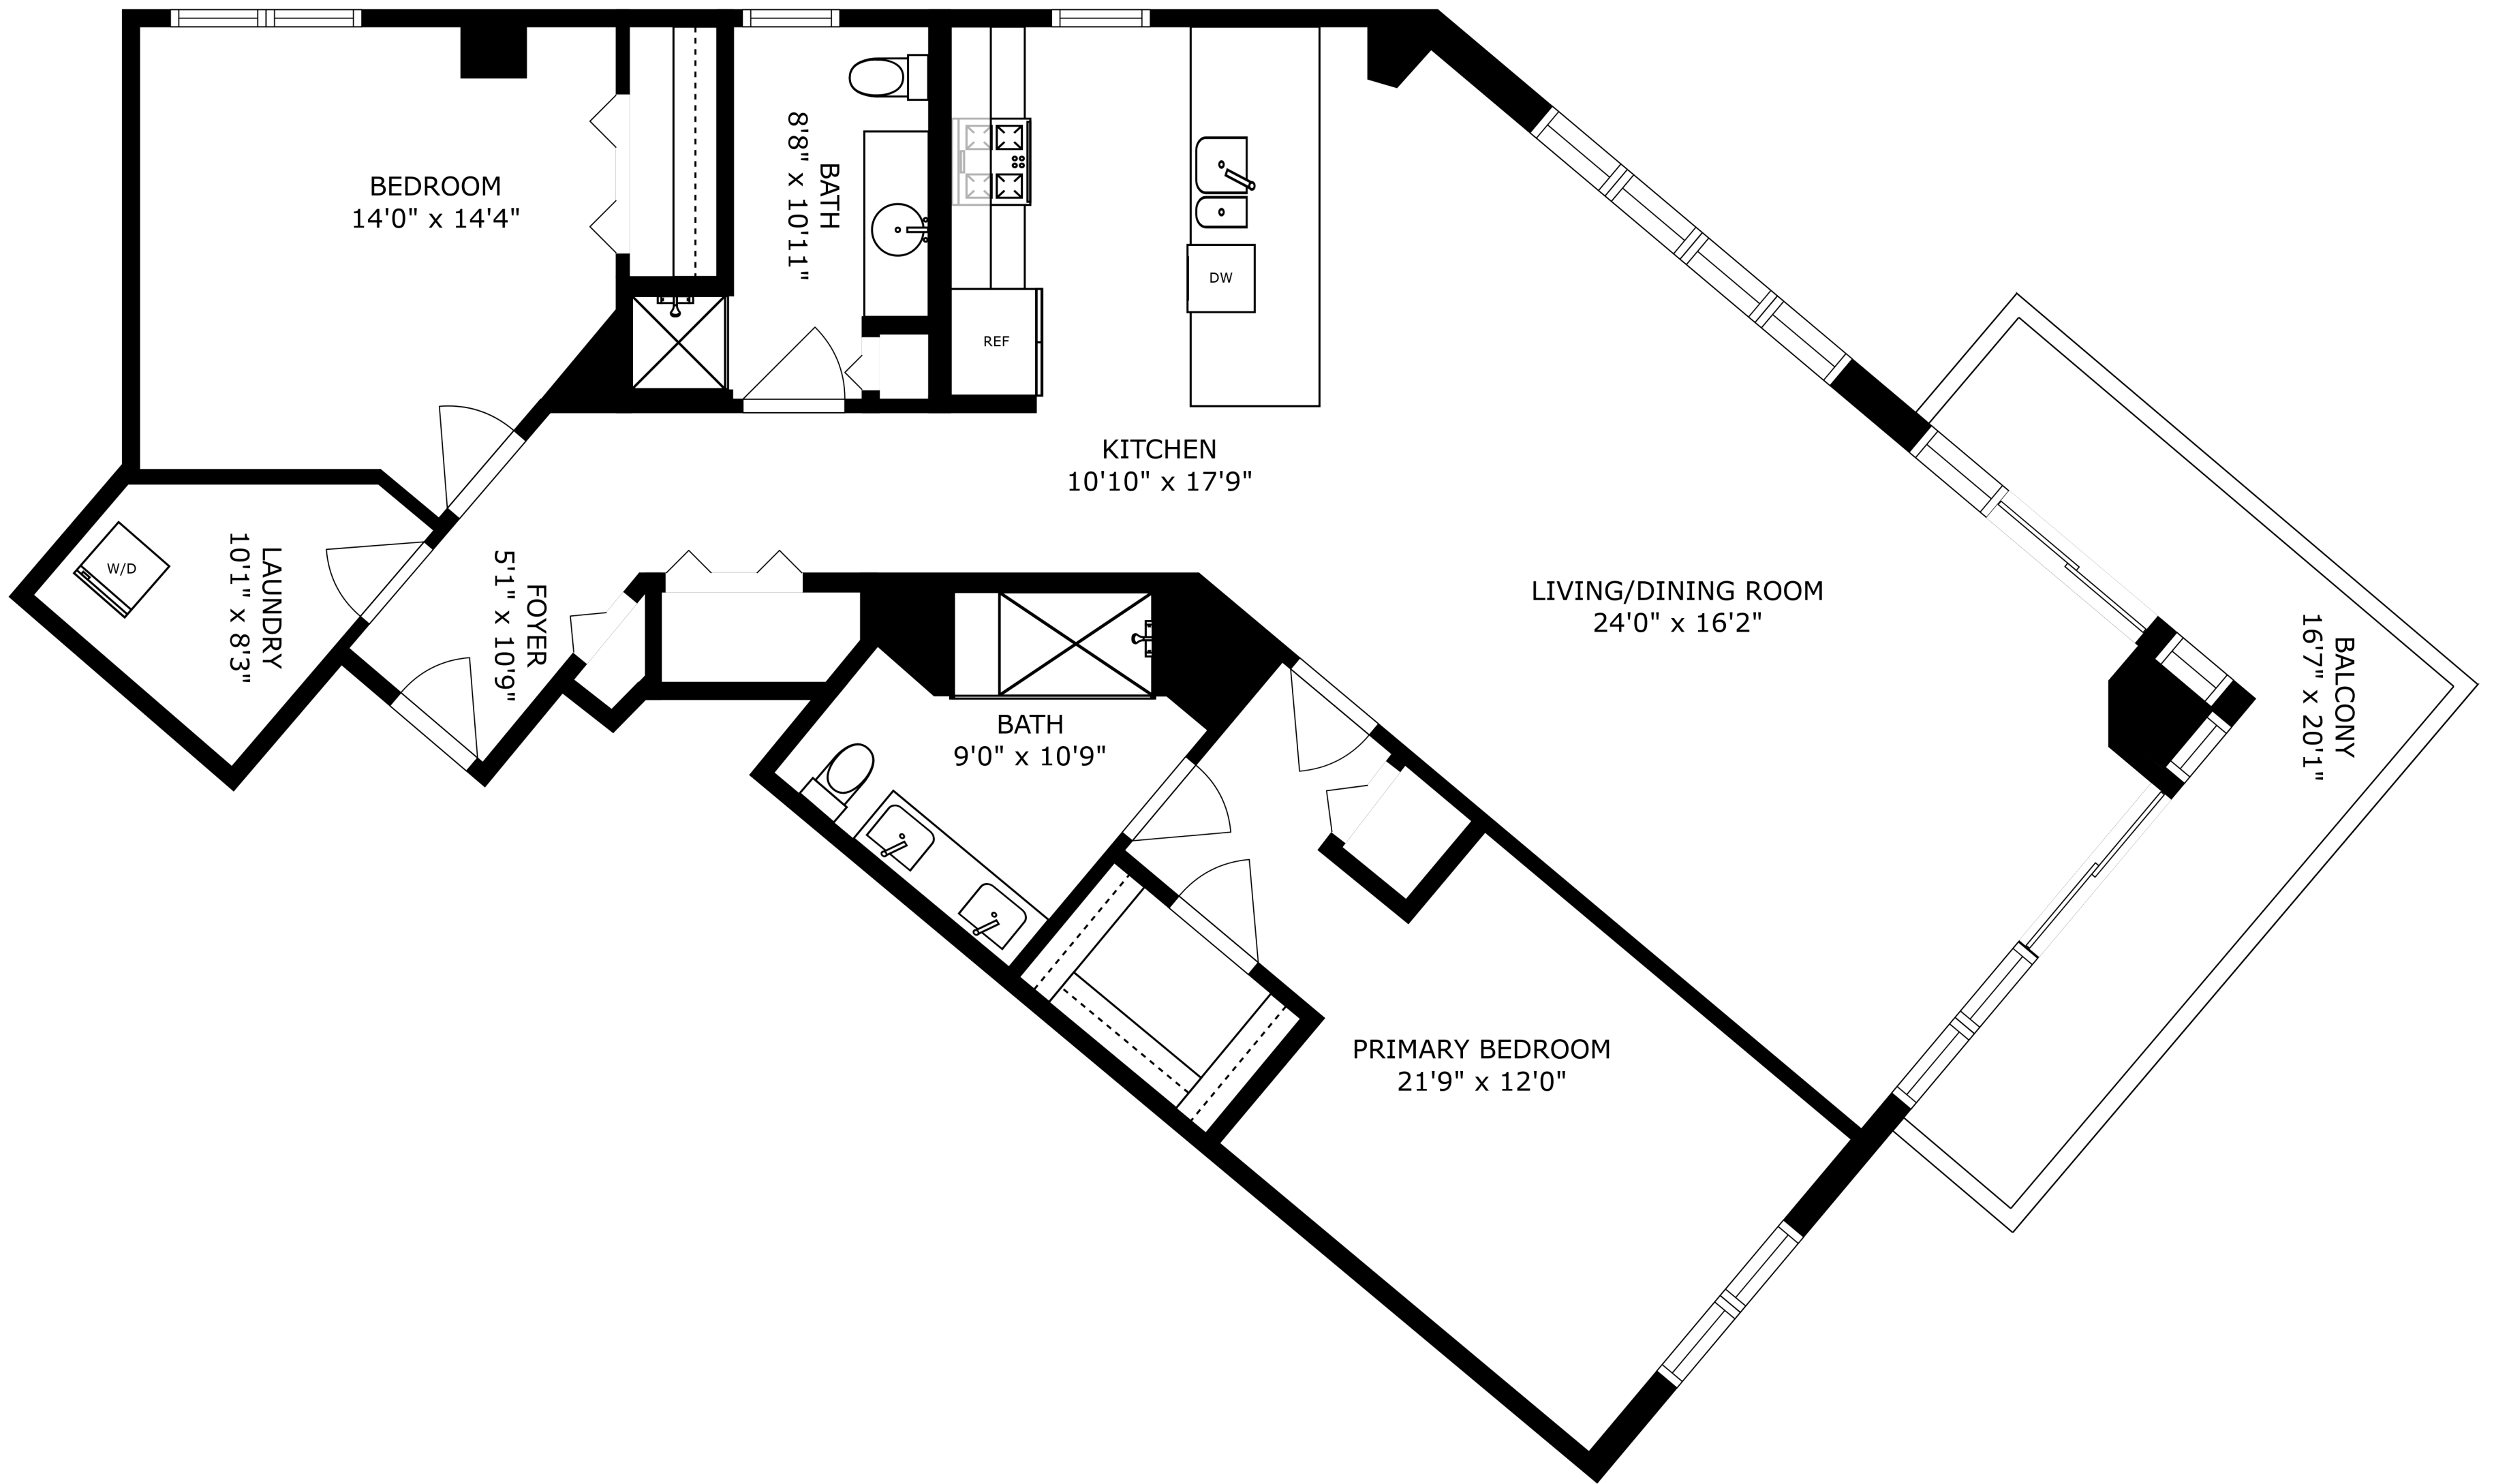 BEDROOM
14'0" x 14'4"
BATH
8'8" x 10'11"
REF
DW
KITCHEN
10'10" x 17'9"
W/D
LAUNDRY
10'1" x 8'3"
FOYER
5'1" x 10'9"
LIVING/DINING ROOM
24'0" x 16'2"
BALCONY
16'7" x 20'1"
BATH
9'0" x 10'9"
PRIMARY BEDROOM
21'9" x 12'0"